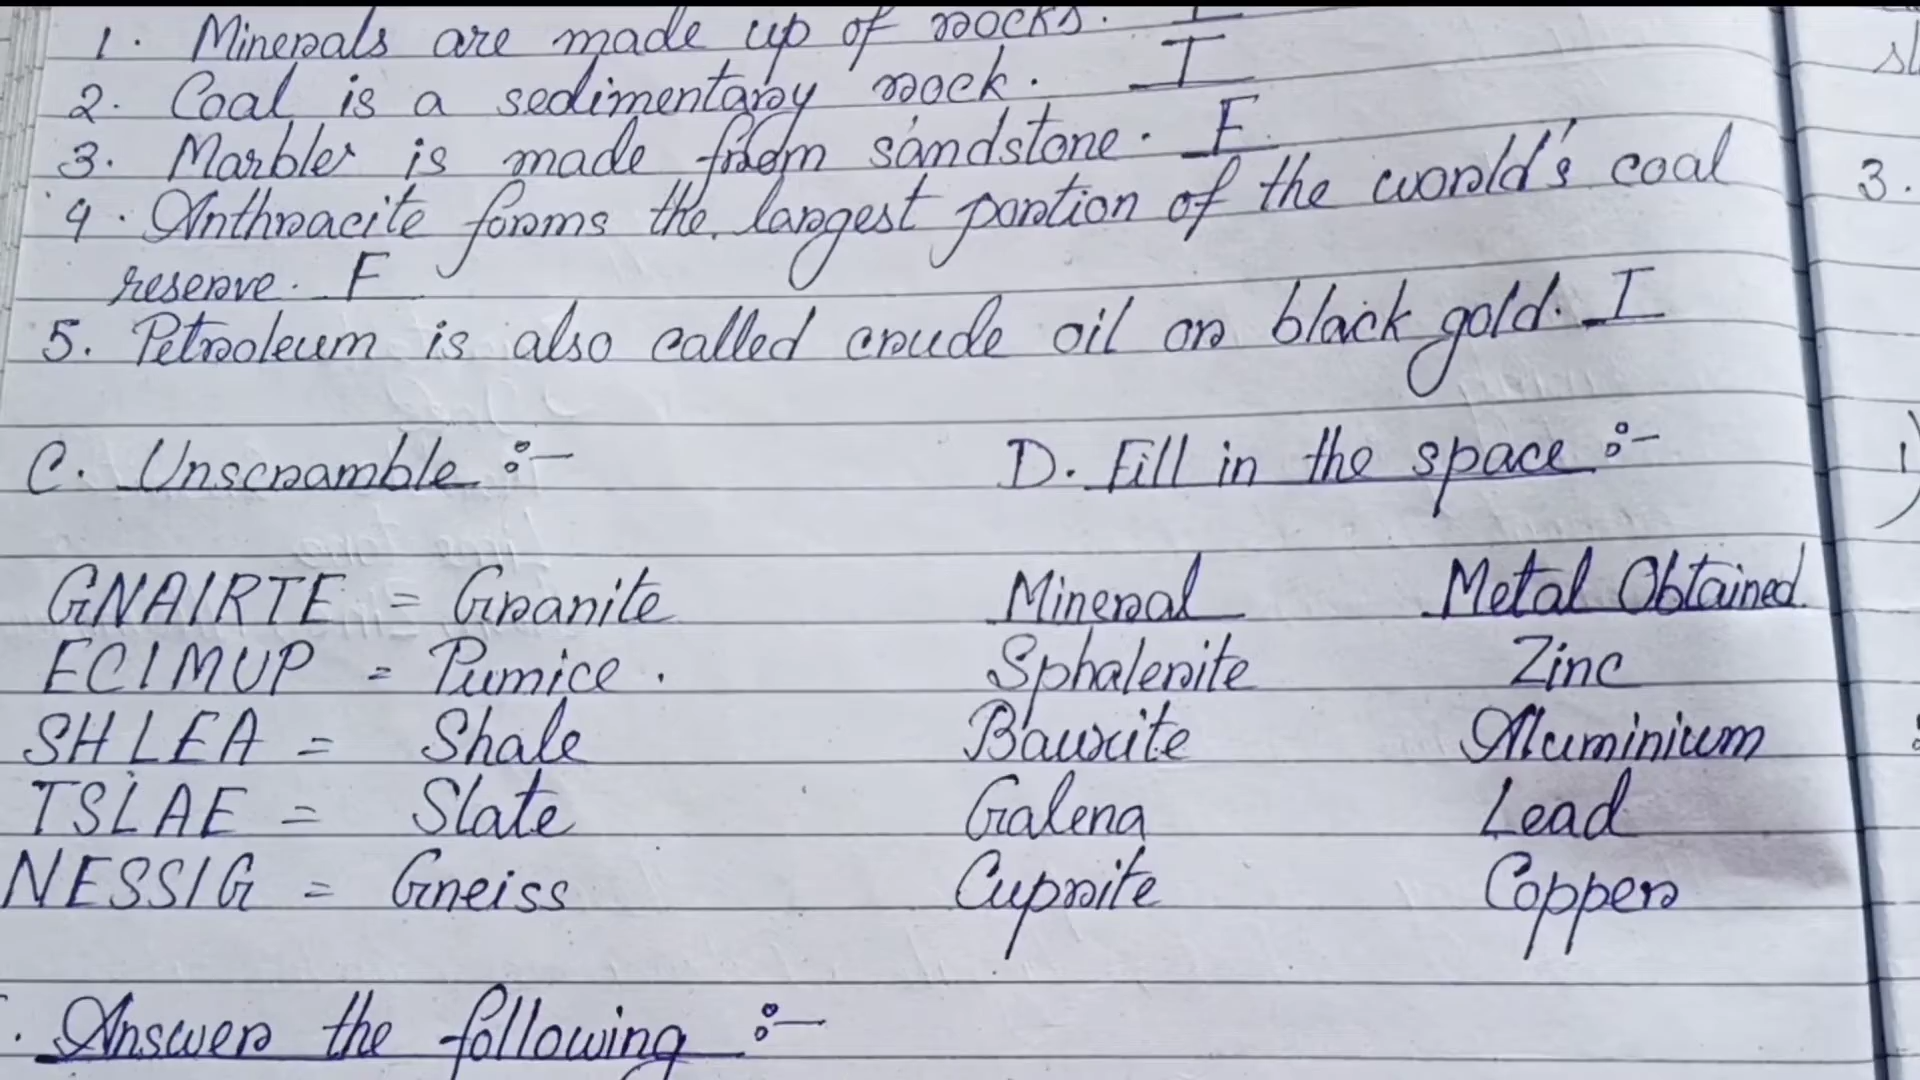 1. Minerals are made up of rocks.
2. Coal is a sedimentary rock. T
3. Marbles is made from sandstone. F
4. Anthracite forms the largest portion of the world's coal
reserve. F
5. Petroleum is also called crude oil or black gold. T
C. Unscramble :- D. Fill in the space :-
GNAIRTE = Granite Mineral Metal Obtained.
ECIMUP = Pumice. Sphalerite Zinc
SHLEA = Shale Bauxite Aluminium
TSLAE = Slate Galena Lead
NESSIG = Gneiss Cuprite Copper
Answer the following :-
3.
1)